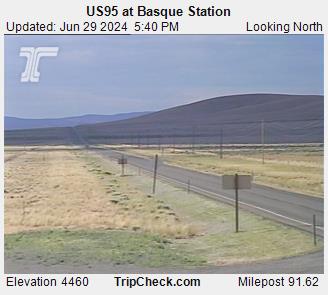 US95 at Basque Station
Updated: Jun 29 2024 5:40 PM Looking North
Elevation 4460 TripCheck.com Milepost 91.62